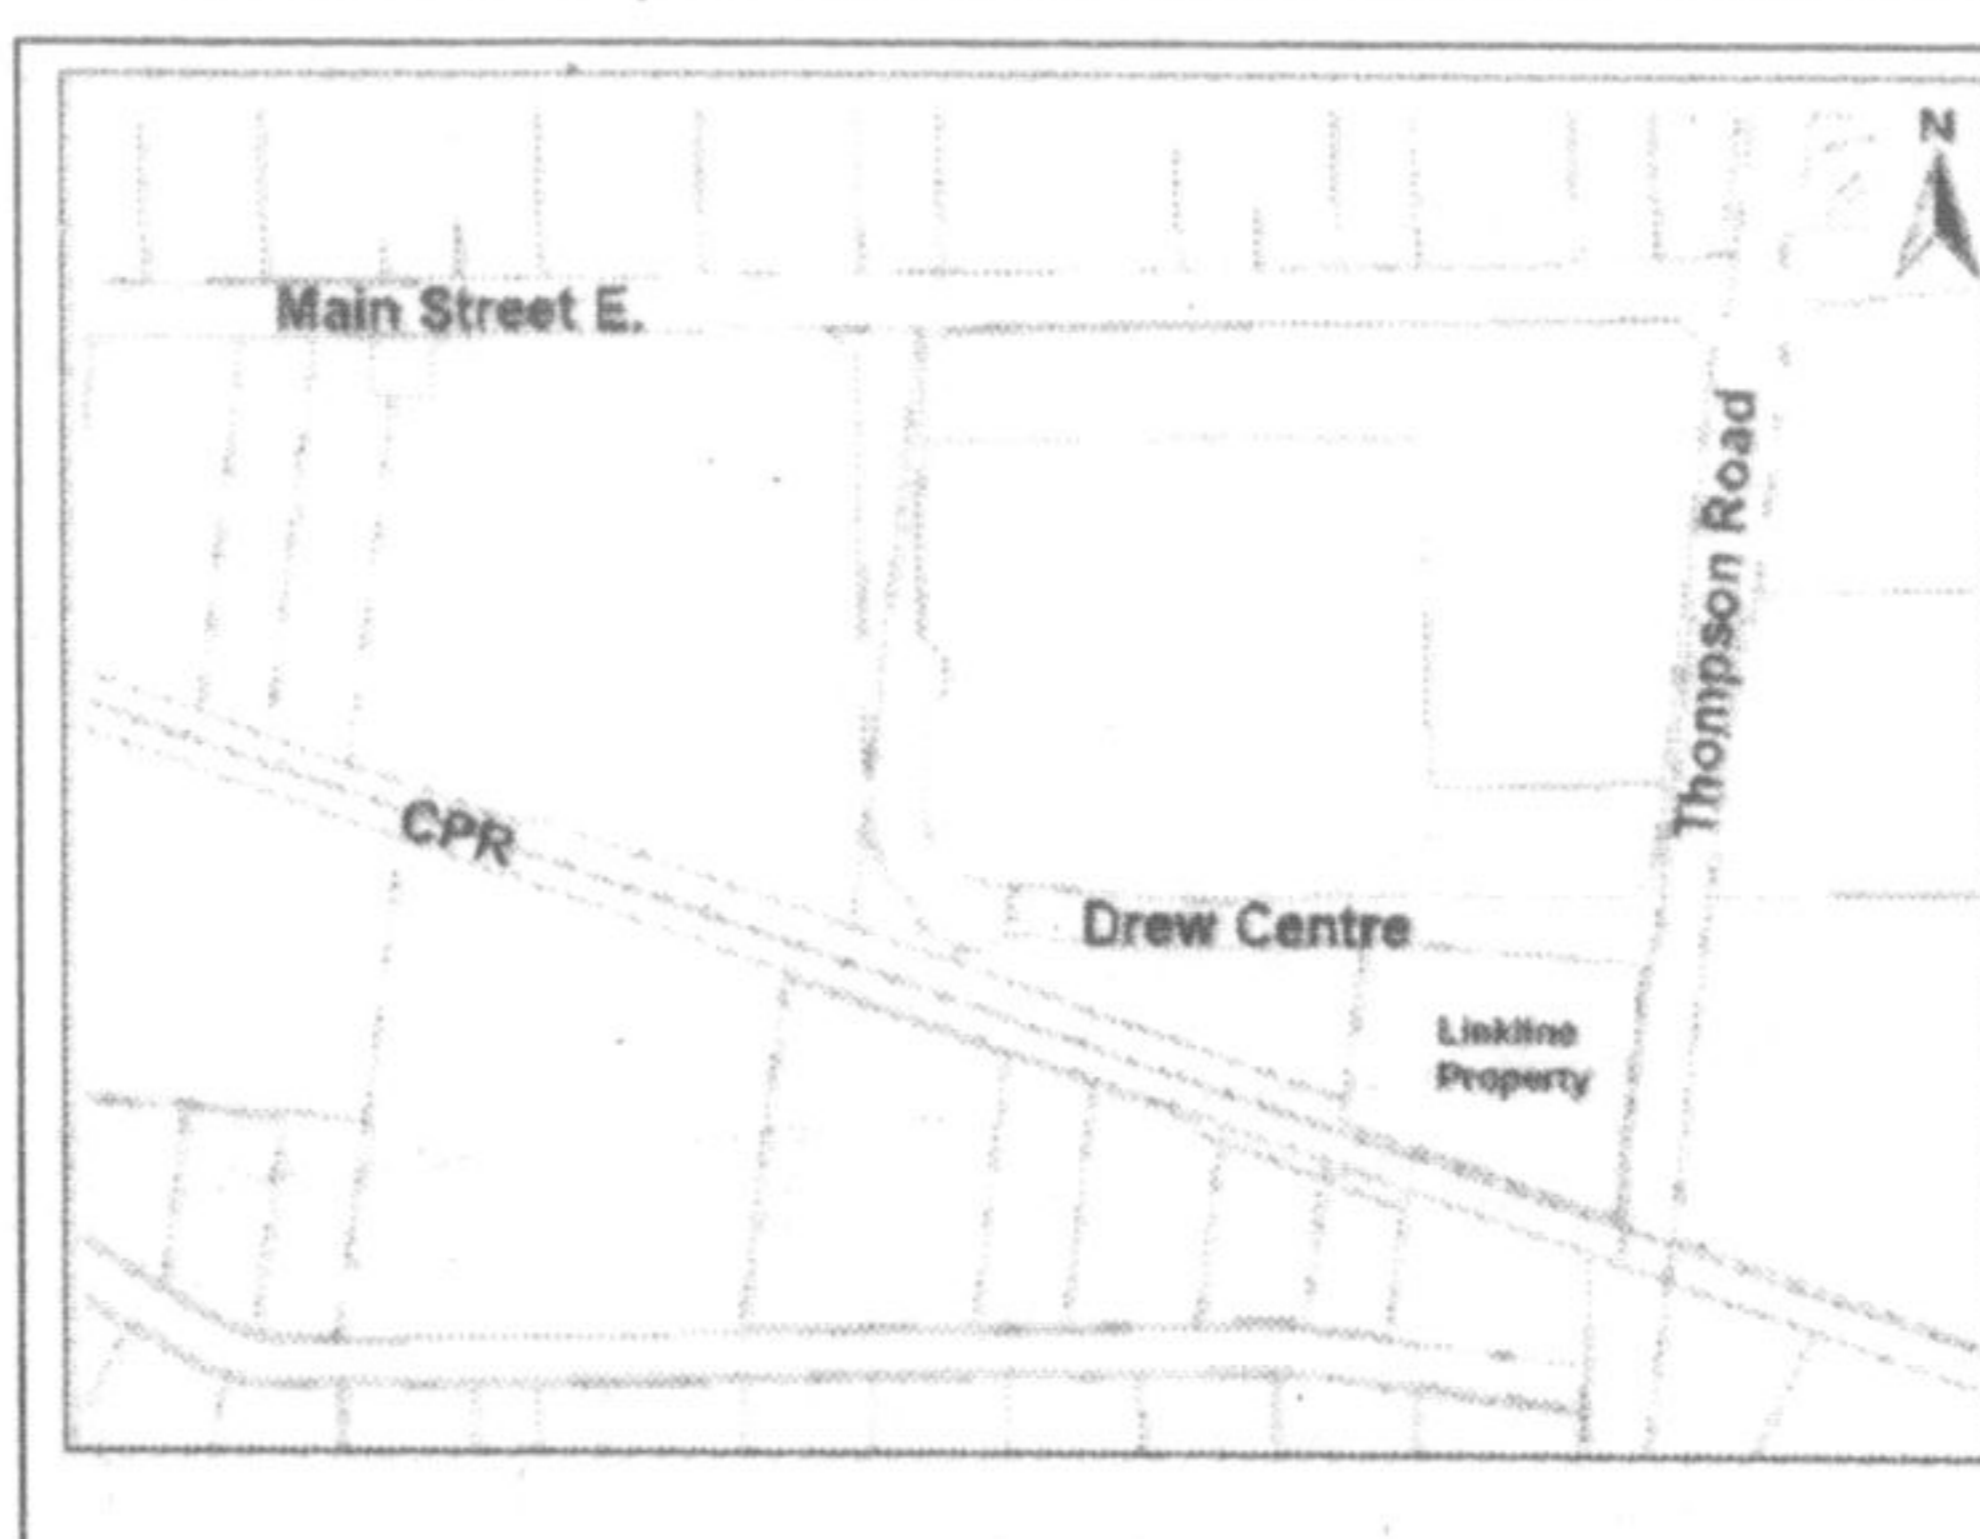 N
Main Street E.
Thompson Road
CPR
Drew Centre
Linkline
Property